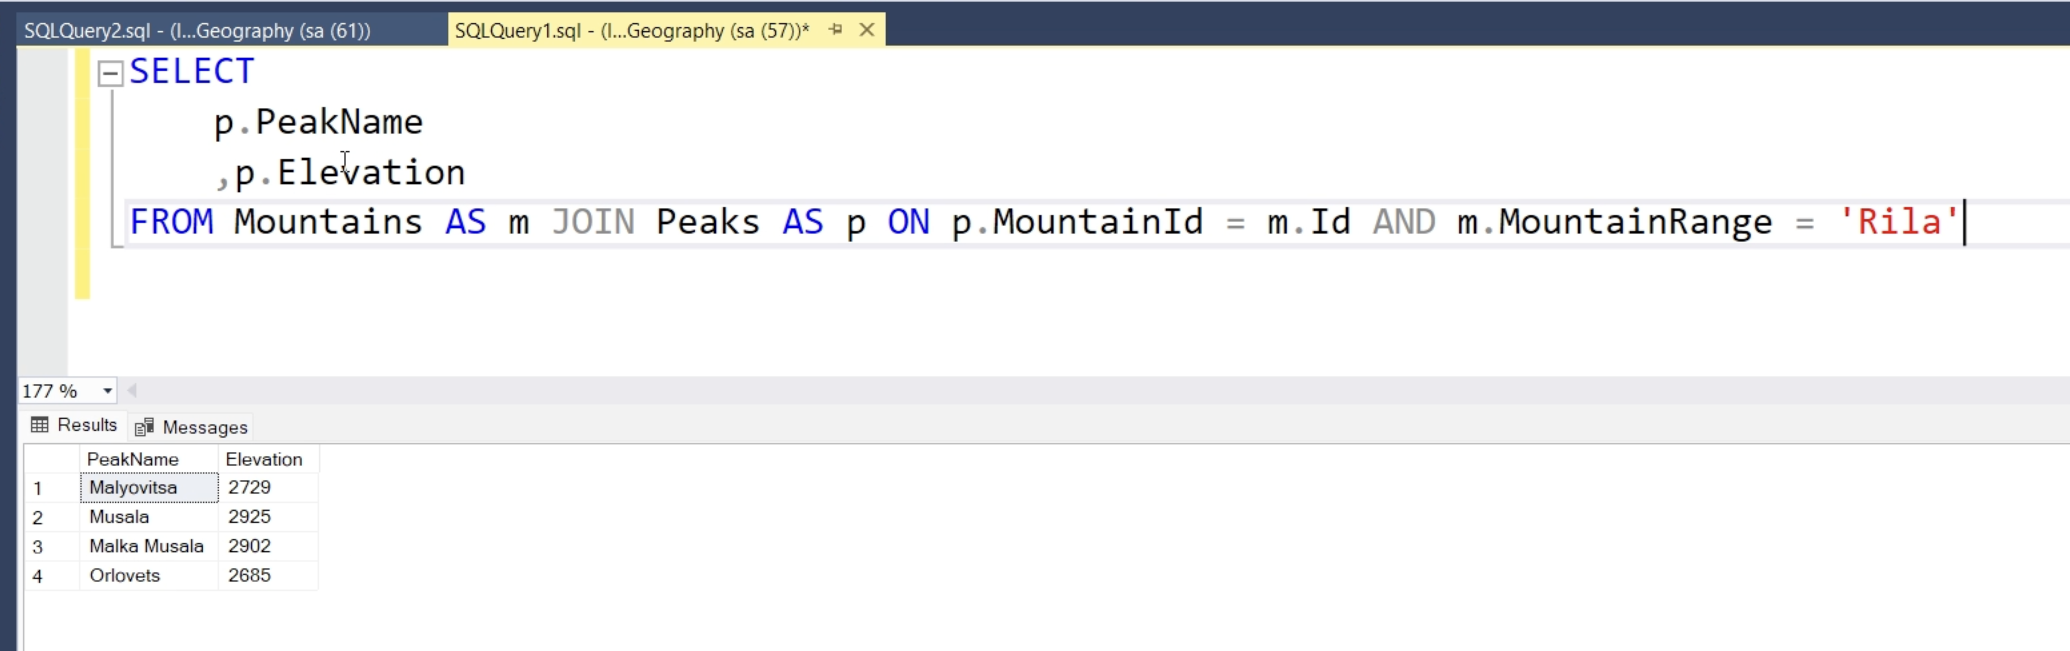 SQLQuery2.sql - (l...Geography (sa (61))
SQLQuery1.sql - (l...Geography (sa (57))*
SELECT
p.PeakName
,p.Elevation
FROM Mountains AS m JOIN Peaks AS p ON p.MountainId = m.Id AND m.MountainRange = 'Rila'
177 %
Results Messages
PeakName Elevation
1 Malyovitsa 2729
2 Musala 2925
3 Malka Musala 2902
4 Orlovets 2685